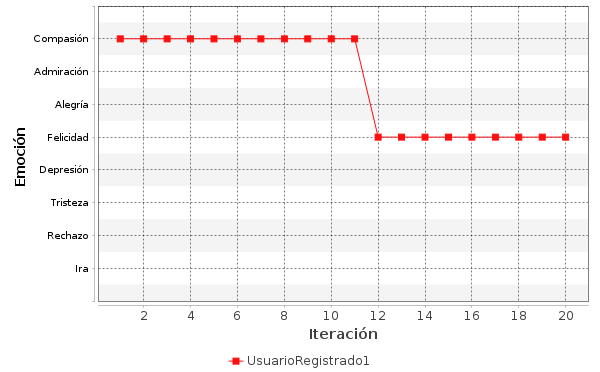 Emoción
Compasión
Admiración
Alegría
Felicidad
Depresión
Tristeza
Rechazo
Ira
2 4 6 8 10 12 14 16 18 20
Iteración
UsuarioRegistrado1